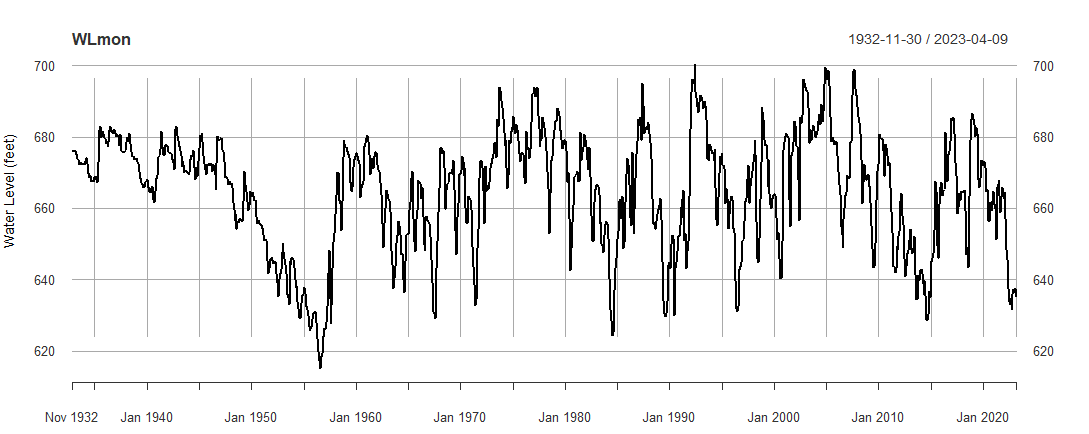 WLmon 1932-11-30 / 2023-04-09
700 700
680 680
660 660
640 640
620 620
Water Level (feet)
Nov 1932 Jan 1940 Jan 1950 Jan 1960 Jan 1970 Jan 1980 Jan 1990 Jan 2000 Jan 2010 Jan 2020